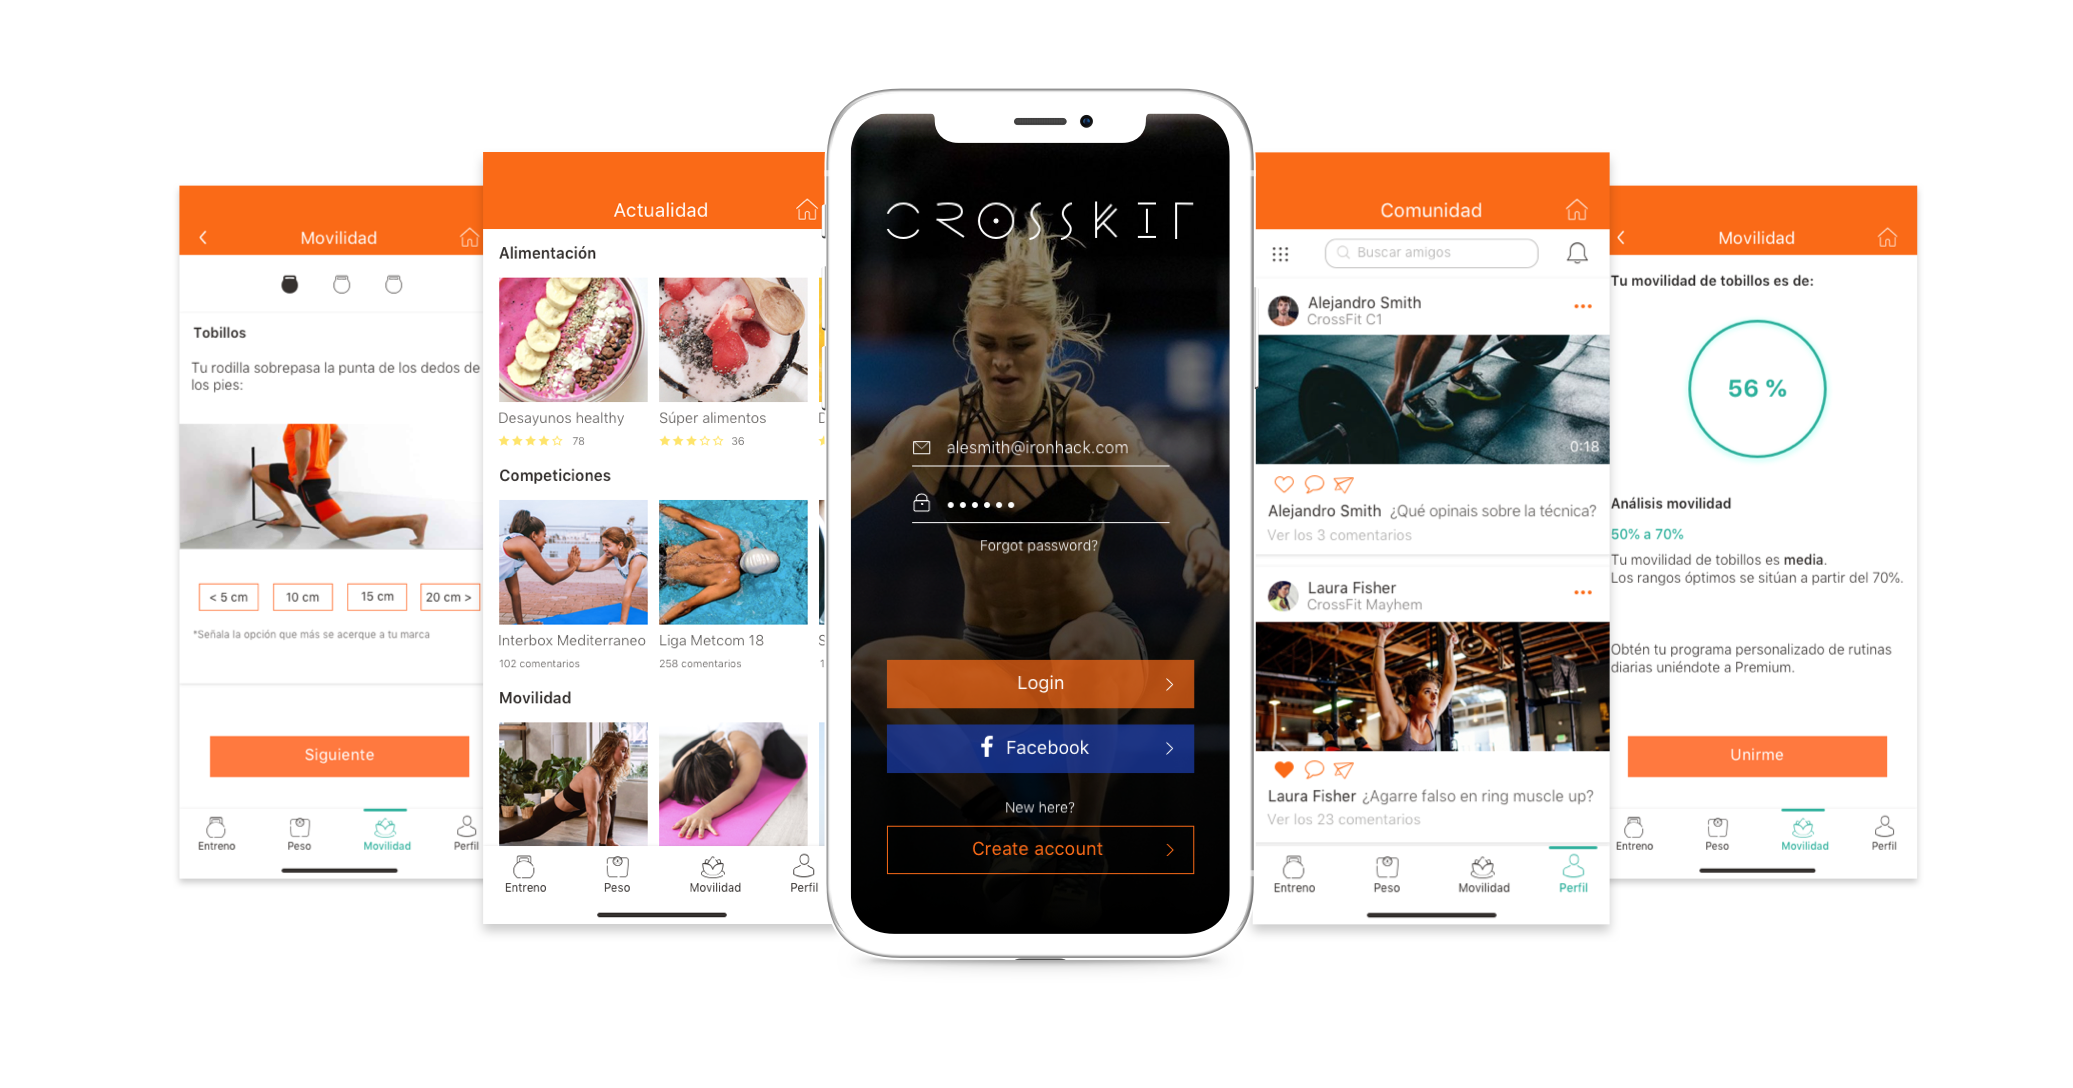 Movilidad
Tobillos
Tu rodilla sobrepasa la punta de los dedos de
los pies:
< 5 cm
10 cm
15 cm
20 cm >
*Señala la opción que más se acerque a tu marca
Siguiente
Entreno
Peso
Movilidad
Perfil
Actualidad
Alimentación
Desayunos healthy
78
Súper alimentos
36
Competiciones
Interbox Mediterraneo
102 comentarios
Liga Metcom 18
258 comentarios
Movilidad
Entreno
Peso
Movilidad
Perfil
CROSSKIT
alesmith@ironhack.com
Forgot password?
Login
f Facebook
New here?
Create account
Comunidad
Buscar amigos
Alejandro Smith
CrossFit C1
0:18
Alejandro Smith ¿Qué opinais sobre la técnica?
Ver los 3 comentarios
Laura Fisher
CrossFit Mayhem
Laura Fisher ¿Agarre falso en ring muscle up?
Ver los 23 comentarios
Entreno
Peso
Movilidad
Perfil
Movilidad
Tu movilidad de tobillos es de:
56 %
Análisis movilidad
50% a 70%
Tu movilidad de tobillos es media.
Los rangos óptimos se sitúan a partir del 70%.
Obtén tu programa personalizado de rutinas
diarias uniéndote a Premium.
Unirme
Entreno
Peso
Movilidad
Perfil